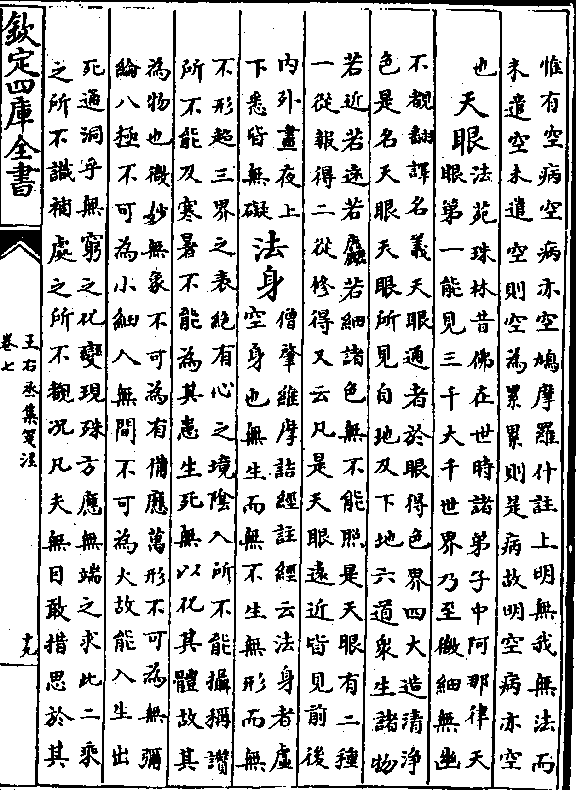 惟有空病空病亦空鳩摩羅什註上明無我無法而
未遣空未遣空則空為累累則是病故明空病亦空
也
天眼
法苑珠林昔佛在世時諸弟子中阿那律天
眼第一能見三千大千世界乃至微細無幽
不覩翻譯名義天眼通者於眼得色界四大造清淨
色是名天眼天眼所見自地及下地六道衆生諸物
若近若遠若麤若細諸色無不能照是天眼有二種
一從報得二從修得又云凡是天眼遠近皆見前後
内外晝夜上
下悉皆無礙
法身
僧肇維摩詰經註經云法身者虚
空身也無生而無不生無形而無
不形超三界之表絶有心之境陰入所不能攝稱讃
所不能及寒暑不能為其患生死無以化其體故其
為物也微妙無象不可為有備應萬形不可為無彌
綸八極不可為小細入無間不可為大故能入生出
死通洞乎無窮之化變現殊方應無端之求此二乘
之所不識補處之所不覩况凡夫無目敢措思於其
欽定四庫全書
王右丞集箋注
卷七
十九